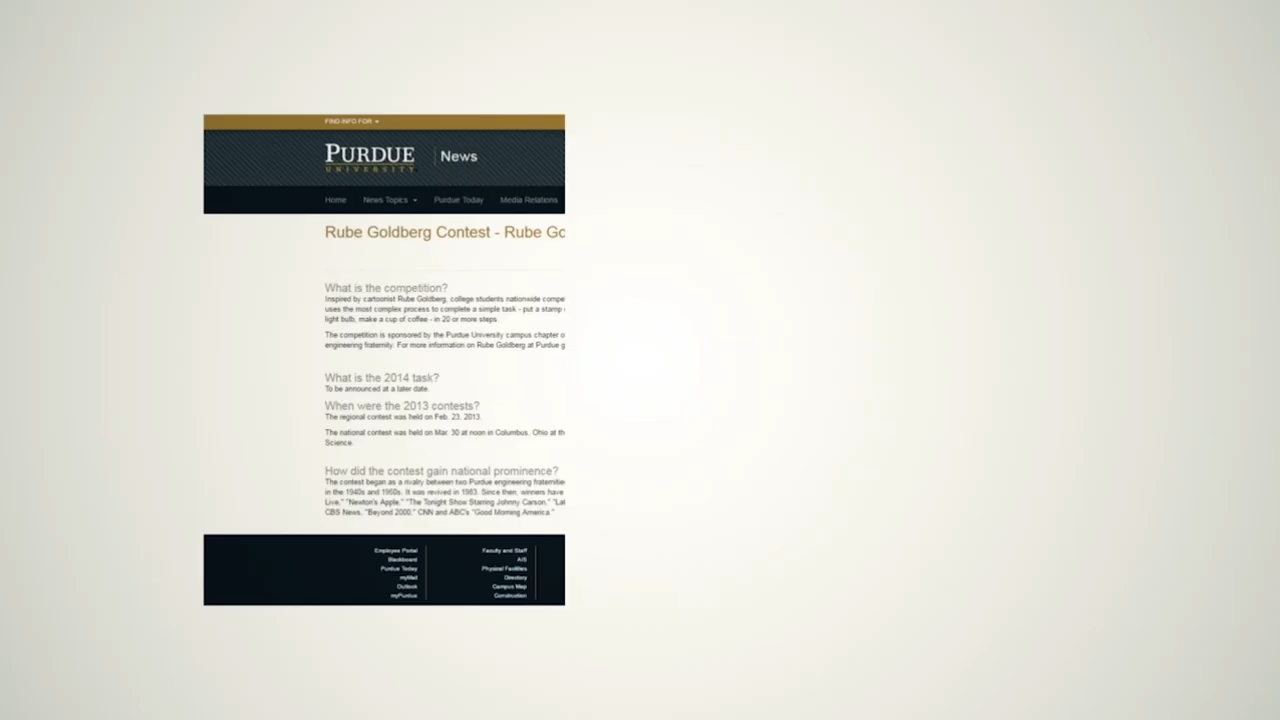 FIND INFO FOR
PURDUE
UNIVERSITY
News
Home News Topics Purdue Today Media Relations
Rube Goldberg Contest - Rube Go
What is the competition?
Inspired by cartoonist Rube Goldberg, college students nationwide compe
uses the most complex process to complete a simple task - put a stamp
light bulb, make a cup of coffee - in 20 or more steps.
The competition is sponsored by the Purdue University campus chapter o
engineering fraternity. For more information on Rube Goldberg at Purdue g
What is the 2014 task?
To be announced at a later date.
When were the 2013 contests?
The regional contest was held on Feb. 23, 2013.
The national contest was held on Mar. 30 at noon in Columbus, Ohio at th
Science.
How did the contest gain national prominence?
The contest began as a rivalry between two Purdue engineering fraternitie
in the 1940s and 1950s. It was revived in 1983. Since then, winners have
Live," "Newton's Apple," "The Tonight Show Starring Johnny Carson," "Lat
CBS News, "Beyond 2000," CNN and ABC's "Good Morning America."
Employee Portal
Blackboard
Purdue Today
myMail
Outlook
myPurdue
Faculty and Staff
AIS
Physical Facilities
Directory
Campus Map
Construction